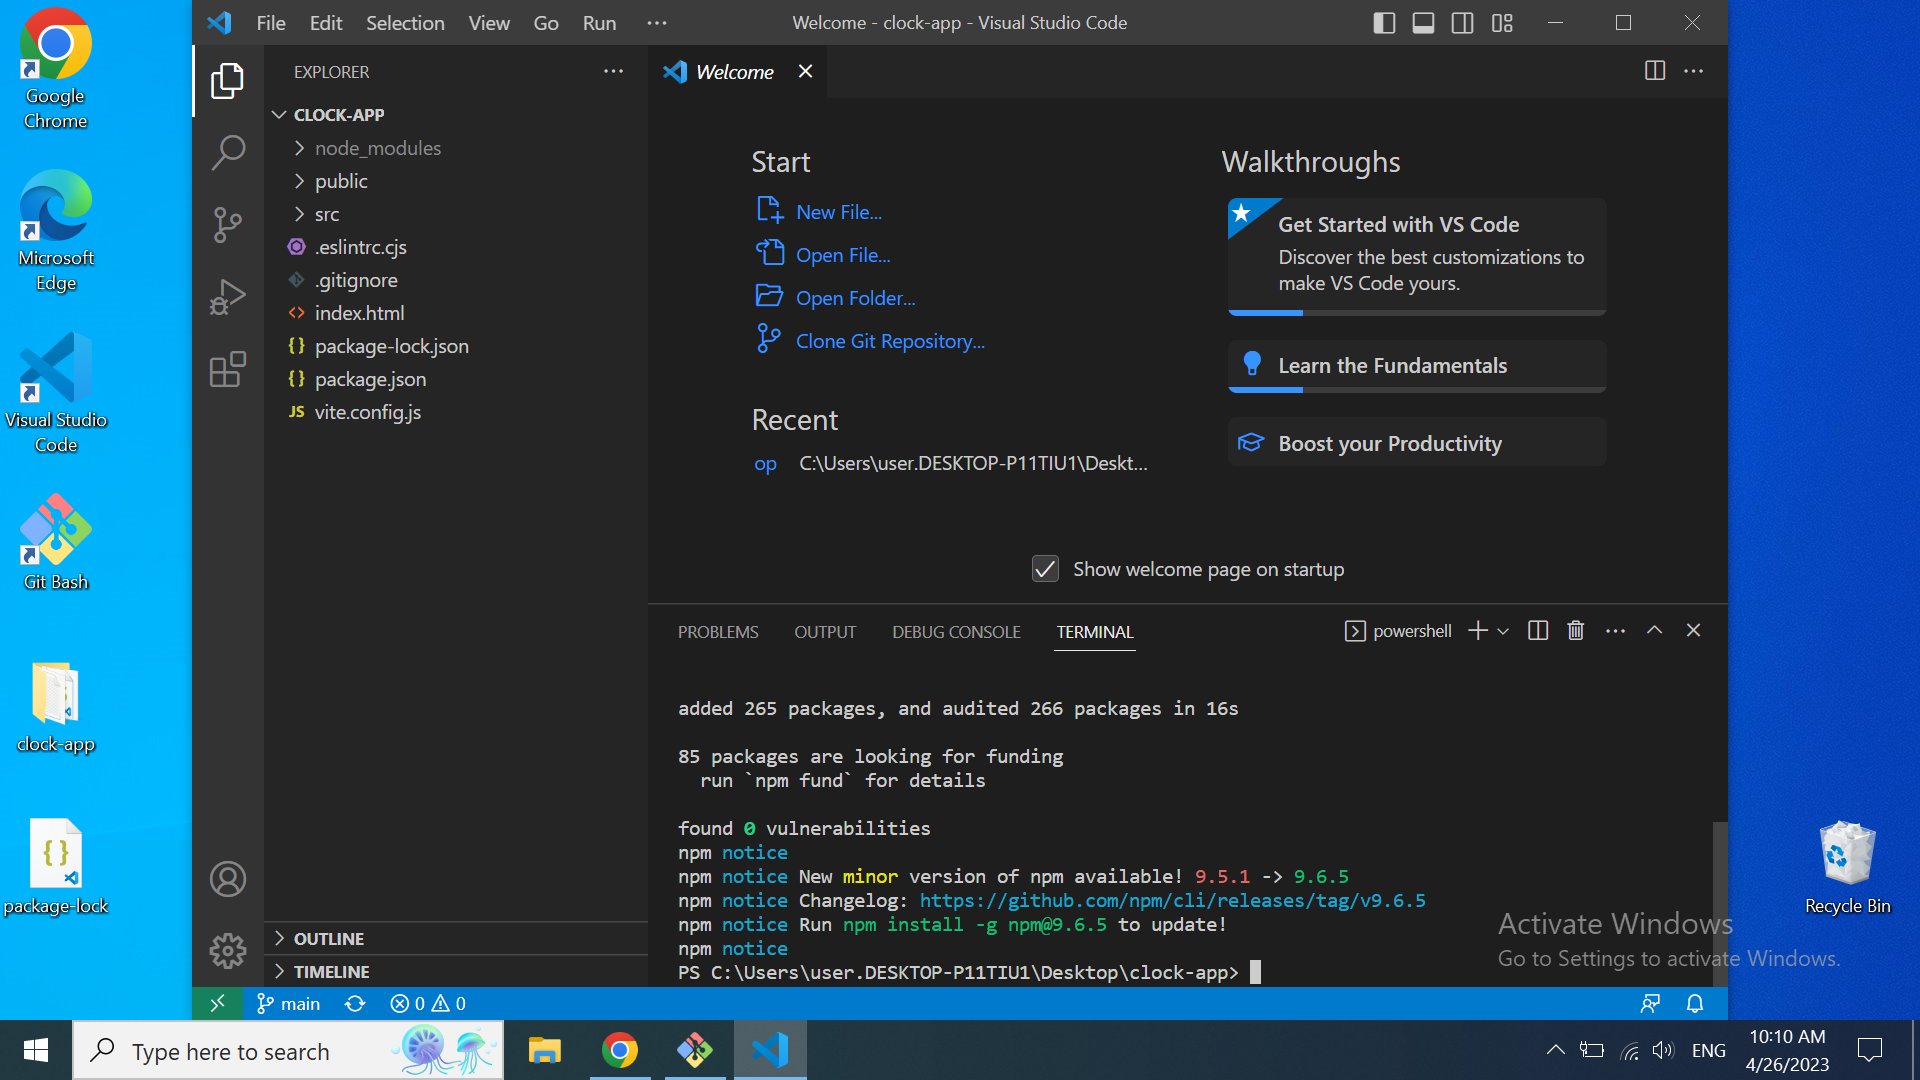 Google
Chrome
Microsoft
Edge
Visual Studio
Code
Git Bash
clock-app
package-lock
File Edit Selection View Go Run ···
Welcome - clock-app - Visual Studio Code
EXPLORER
CLOCK-APP
node_modules
public
src
.eslintrc.cjs
.gitignore
index.html
package-lock.json
package.json
JS vite.config.js
OUTLINE
TIMELINE
Welcome
Start
New File...
Open File...
Open Folder...
Clone Git Repository...
Recent
op C:\Users\user.DESKTOP-P11TIU1\Deskt...
Walkthroughs
Get Started with VS Code
Discover the best customizations to
make VS Code yours.
Learn the Fundamentals
Boost your Productivity
Show welcome page on startup
PROBLEMS OUTPUT DEBUG CONSOLE TERMINAL
powershell
added 265 packages, and audited 266 packages in 16s
85 packages are looking for funding
run `npm fund` for details
found 0 vulnerabilities
npm notice
npm notice New minor version of npm available! 9.5.1 -> 9.6.5
npm notice Changelog: https://github.com/npm/cli/releases/tag/v9.6.5
npm notice Run npm install -g npm@9.6.5 to update!
npm notice
PS C:\Users\user.DESKTOP-P11TIU1\Desktop\clock-app>
Activate Windows
Go to Settings to activate Windows.
Recycle Bin
main 0 0
Type here to search
ENG
10:10 AM
4/26/2023